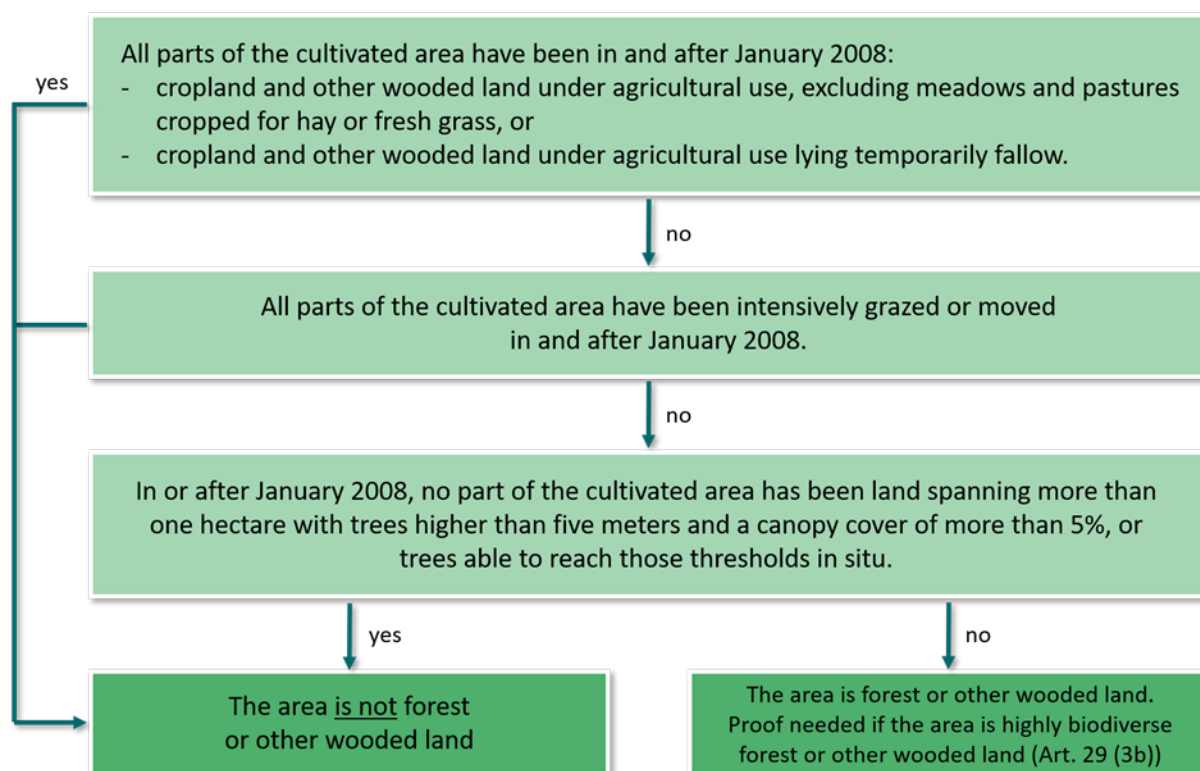 All parts of the cultivated area have been in and after January 2008:
yes
- cropland and other wooded land under agricultural use, excluding meadows and pastures
cropped for hay or fresh grass, or
- cropland and other wooded land under agricultural use lying temporarily fallow.
no
All parts of the cultivated area have been intensively grazed or moved
in and after January 2008.
no
In or after January 2008, no part of the cultivated area has been land spanning more than
one hectare with trees higher than five meters and a canopy cover of more than 5%, or
trees able to reach those thresholds in situ.
yes
no
The area is not forest
or other wooded land
The area is forest or other wooded land.
Proof needed if the area is highly biodiverse
forest or other wooded land (Art. 29 (3b))